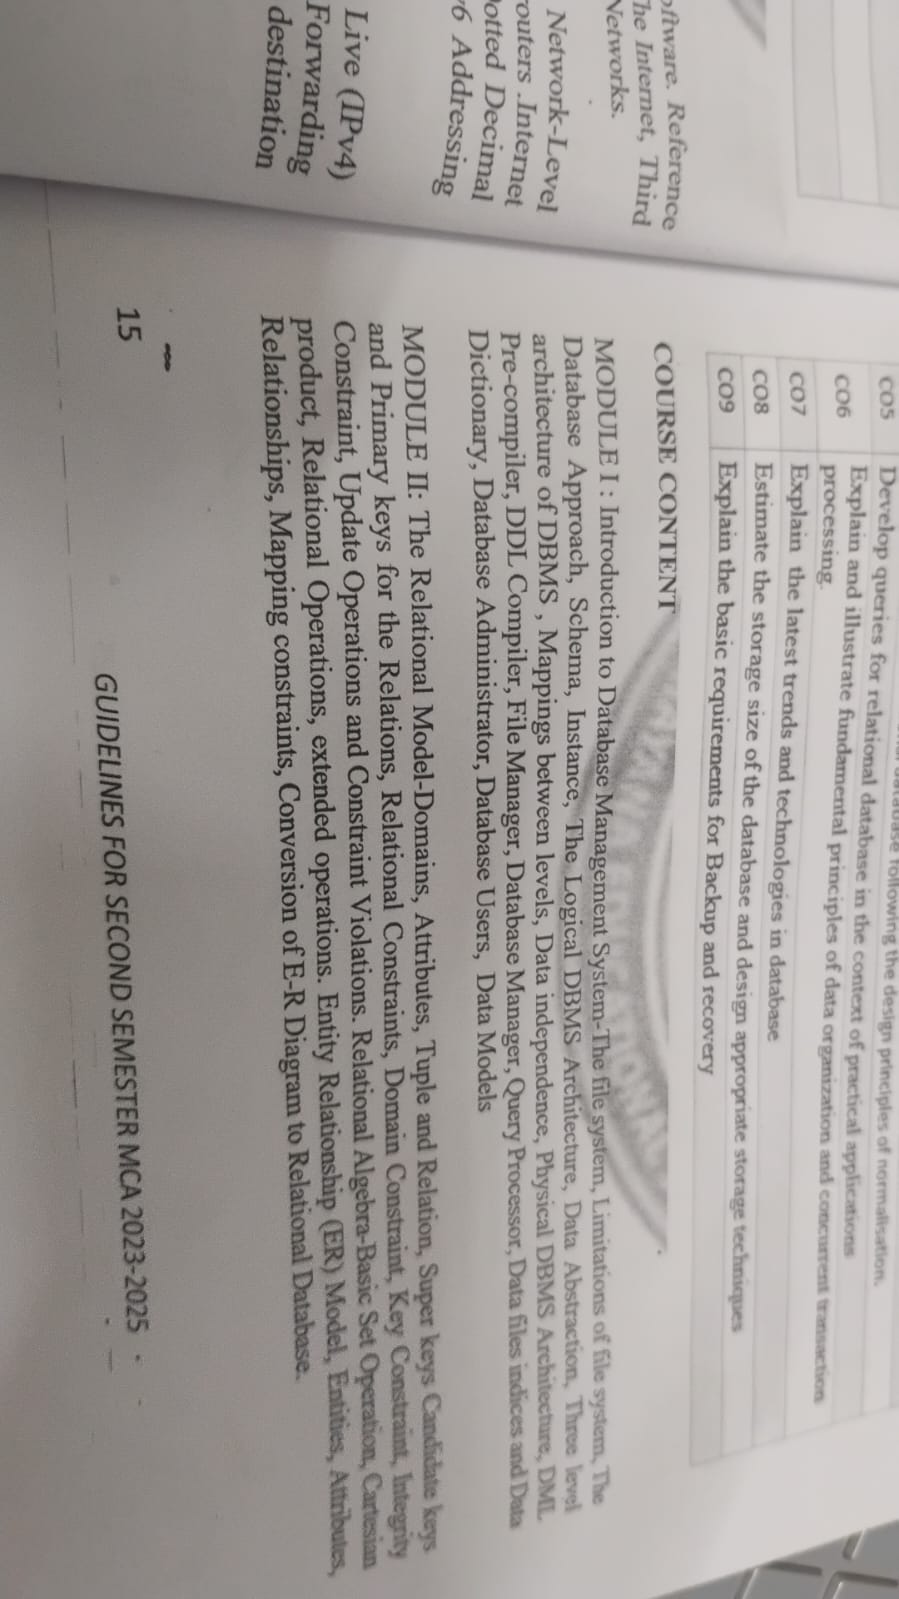 oftware. Reference
he Internet, Third
Networks.
Network-Level
outers .Internet
otted Decimal
v6 Addressing
Live (IPv4)
Forwarding
destination
database following the design principles of normalisation.
CO5 Develop queries for relational database in the context of practical applications
CO6 Explain and illustrate fundamental principles of data organization and concurrent transaction
processing.
CO7 Explain the latest trends and technologies in database
CO8 Estimate the storage size of the database and design appropriate storage techniques
CO9 Explain the basic requirements for Backup and recovery
COURSE CONTENT
MODULE I : Introduction to Database Management System-The file system, Limitations of file system, The
Database Approach, Schema, Instance, The Logical DBMS Architecture, Data Abstraction, Three level
architecture of DBMS , Mappings between levels, Data independence, Physical DBMS Architecture, DML
Pre-compiler, DDL Compiler, File Manager, Database Manager, Query Processor, Data files indices and Data
Dictionary, Database Administrator, Database Users, Data Models
MODULE II: The Relational Model-Domains, Attributes, Tuple and Relation, Super keys Candidate keys
and Primary keys for the Relations, Relational Constraints, Domain Constraint, Key Constraint, Integrity
Constraint, Update Operations and Constraint Violations. Relational Algebra-Basic Set Operation, Cartesian
product, Relational Operations, extended operations. Entity Relationship (ER) Model, Entities, Attributes,
Relationships, Mapping constraints, Conversion of E-R Diagram to Relational Database.
15 GUIDELINES FOR SECOND SEMESTER MCA 2023-2025